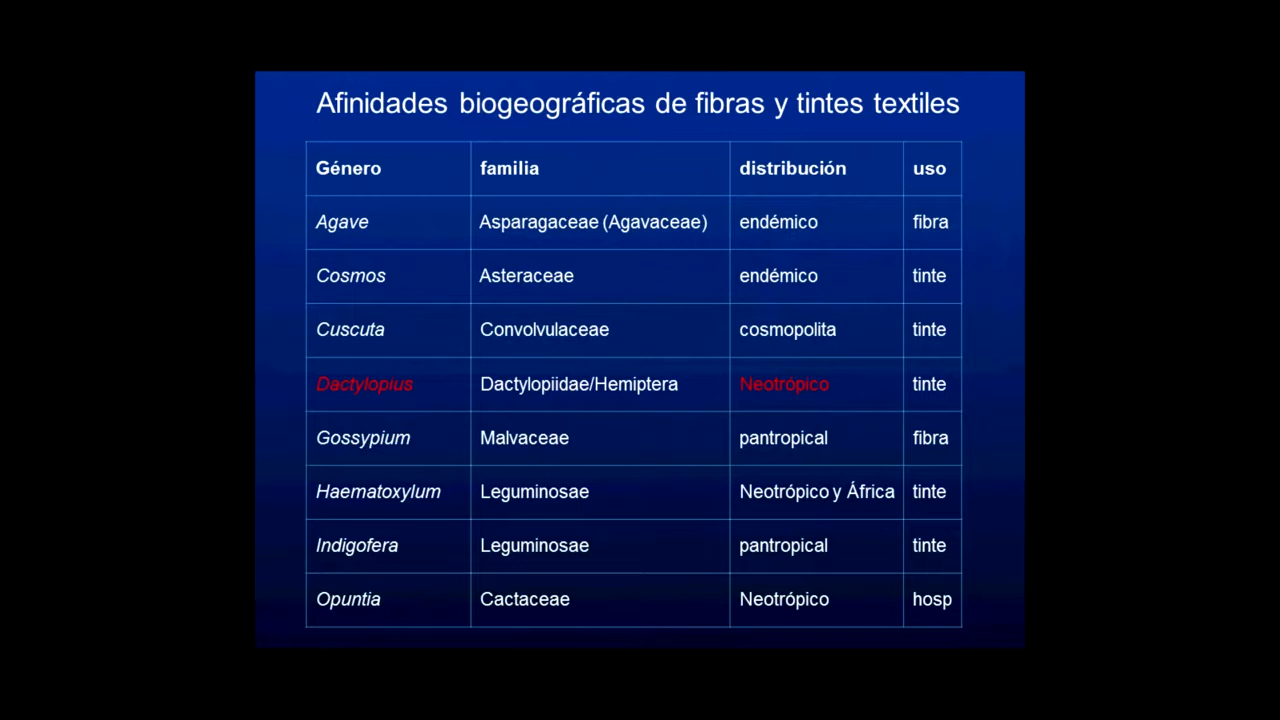 Afinidades biogeográficas de fibras y tintes textiles
Género familia distribución uso
Agave Asparagaceae (Agavaceae) endémico fibra
Cosmos Asteraceae endémico tinte
Cuscuta Convolvulaceae cosmopolita tinte
Dactylopius Dactylopiidae/Hemiptera Neotrópico tinte
Gossypium Malvaceae pantropical fibra
Haematoxylum Leguminosae Neotrópico y África tinte
Indigofera Leguminosae pantropical tinte
Opuntia Cactaceae Neotrópico hosp